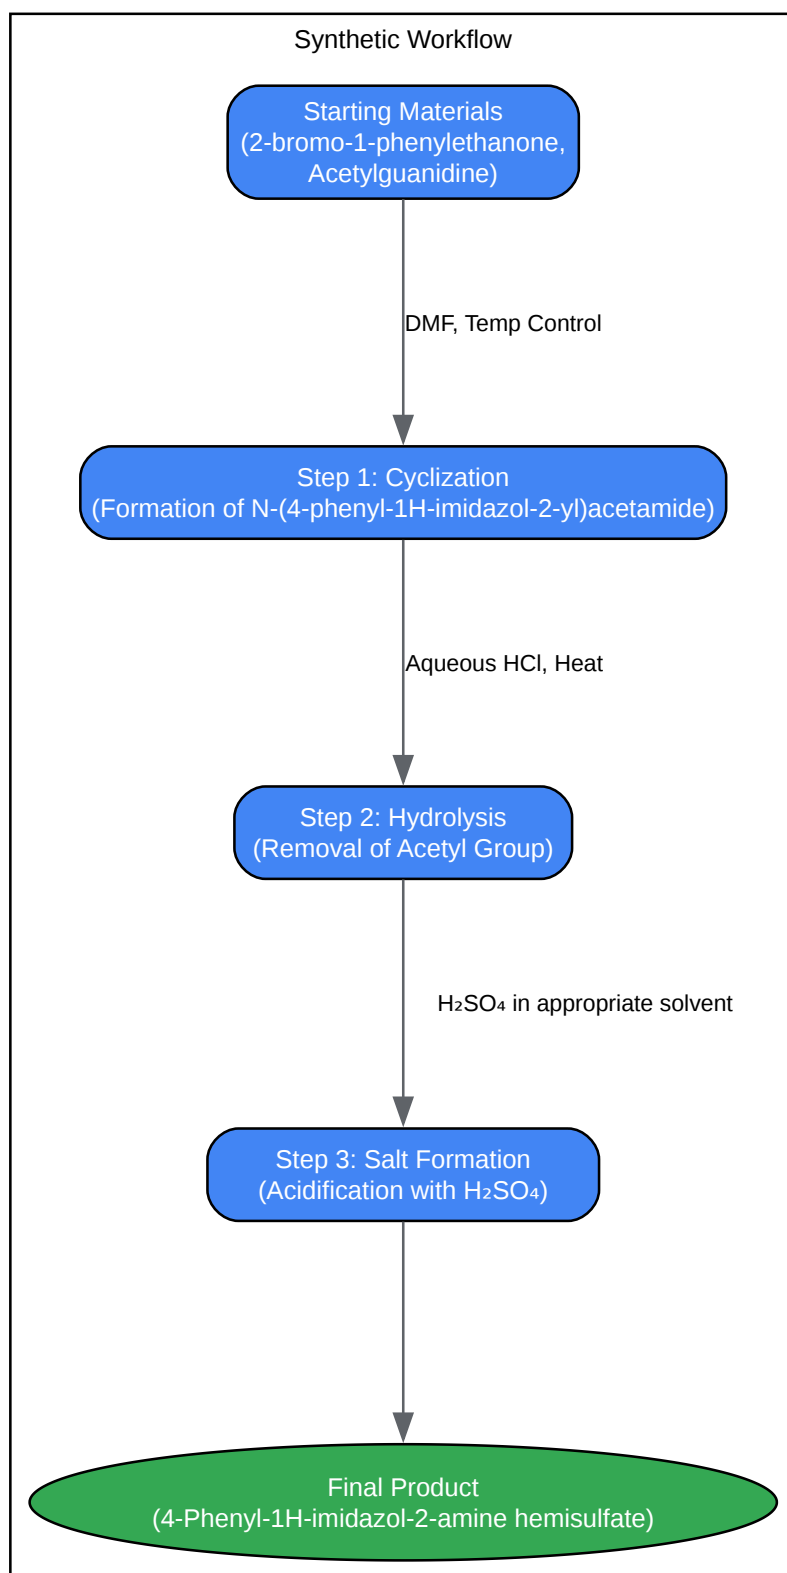 Synthetic Workflow
Starting Materials
(2-bromo-1-phenylethanone,
Acetylguanidine)
DMF, Temp Control
Step 1: Cyclization
(Formation of N-(4-phenyl-1H-imidazol-2-yl)acetamide)
Aqueous HCl, Heat
Step 2: Hydrolysis
(Removal of Acetyl Group)
H₂SO₄ in appropriate solvent
Step 3: Salt Formation
(Acidification with H₂SO₄)
Final Product
(4-Phenyl-1H-imidazol-2-amine hemisulfate)